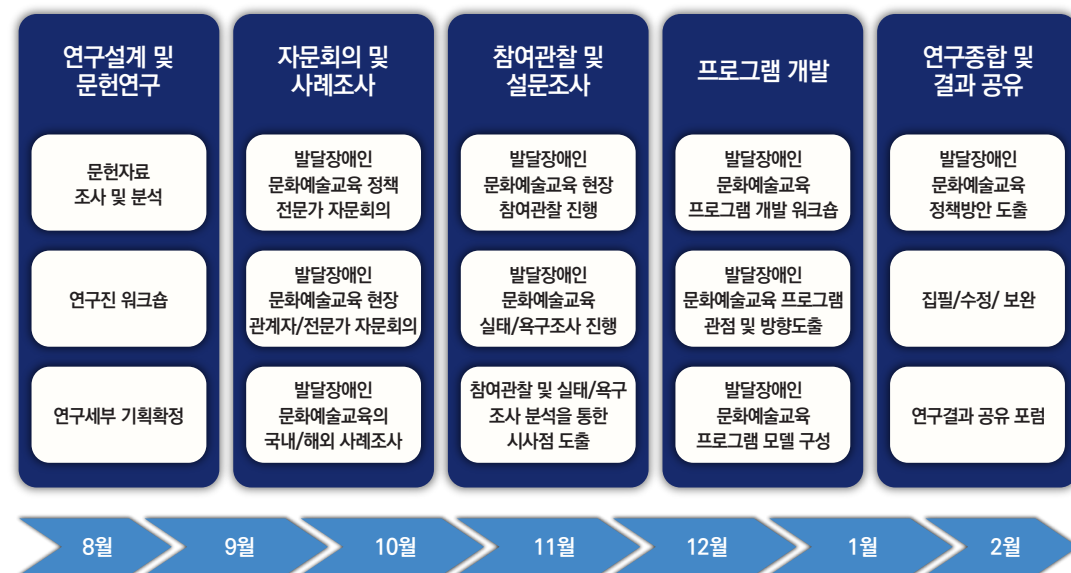 연구설계 및
문헌연구
문헌자료
조사 및 분석
연구진 워크숍
연구세부 기획확정
자문회의 및
사례조사
발달장애인
문화예술교육 정책
전문가 자문회의
발달장애인
문화예술교육 현장
관계자/전문가 자문회의
발달장애인
문화예술교육의
국내/해외 사례조사
참여관찰 및
설문조사
발달장애인
문화예술교육 현장
참여관찰 진행
발달장애인
문화예술교육
실태/욕구조사 진행
참여관찰 및 실태/욕구
조사 분석을 통한
시사점 도출
프로그램 개발
발달장애인
문화예술교육
프로그램 개발 워크숍
발달장애인
문화예술교육 프로그램
관점 및 방향도출
발달장애인
문화예술교육
프로그램 모델 구성
연구종합 및
결과 공유
발달장애인
문화예술교육
정책방안 도출
집필/수정/ 보완
연구결과 공유 포럼
8월
9월
10월
11월
12월
1월
2월